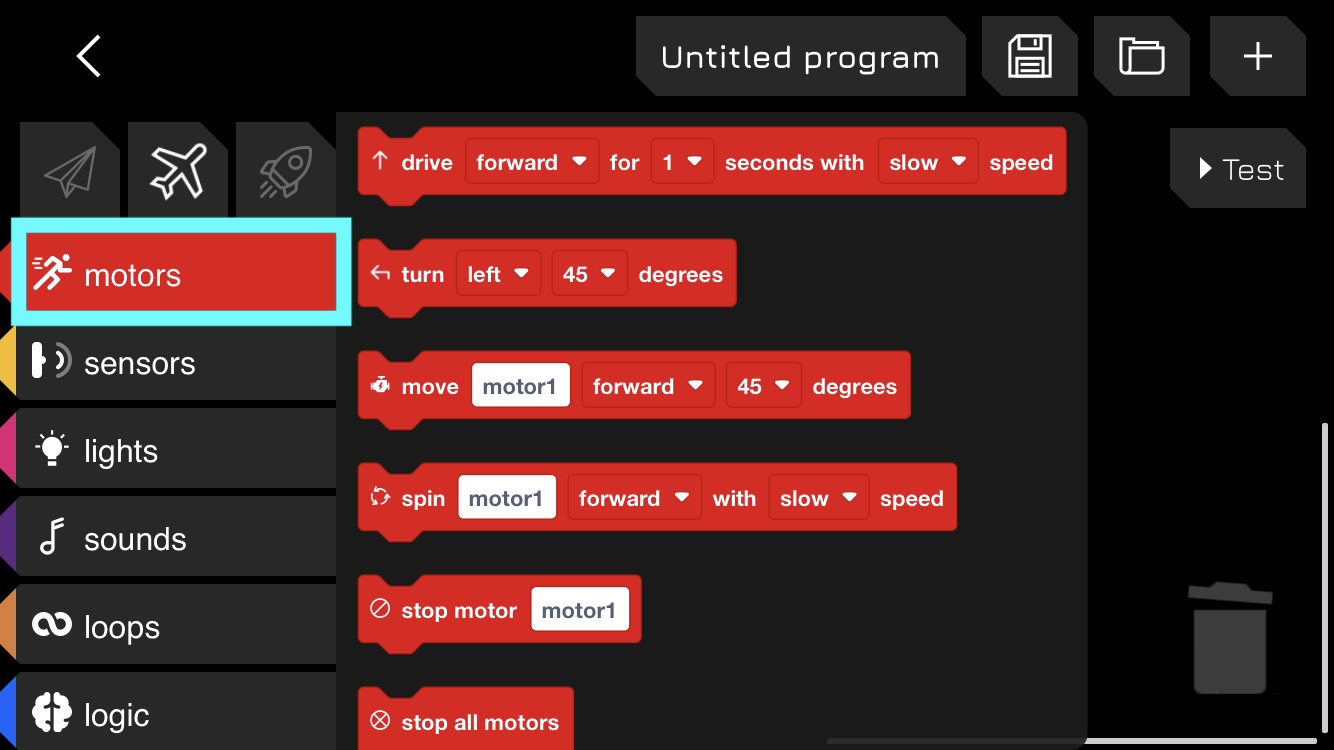 Untitled program
Test
motors
sensors
lights
sounds
loops
logic
drive forward for 1 seconds with slow speed
turn left 45 degrees
move motor1 forward 45 degrees
spin motor1 forward with slow speed
stop motor motor1
stop all motors